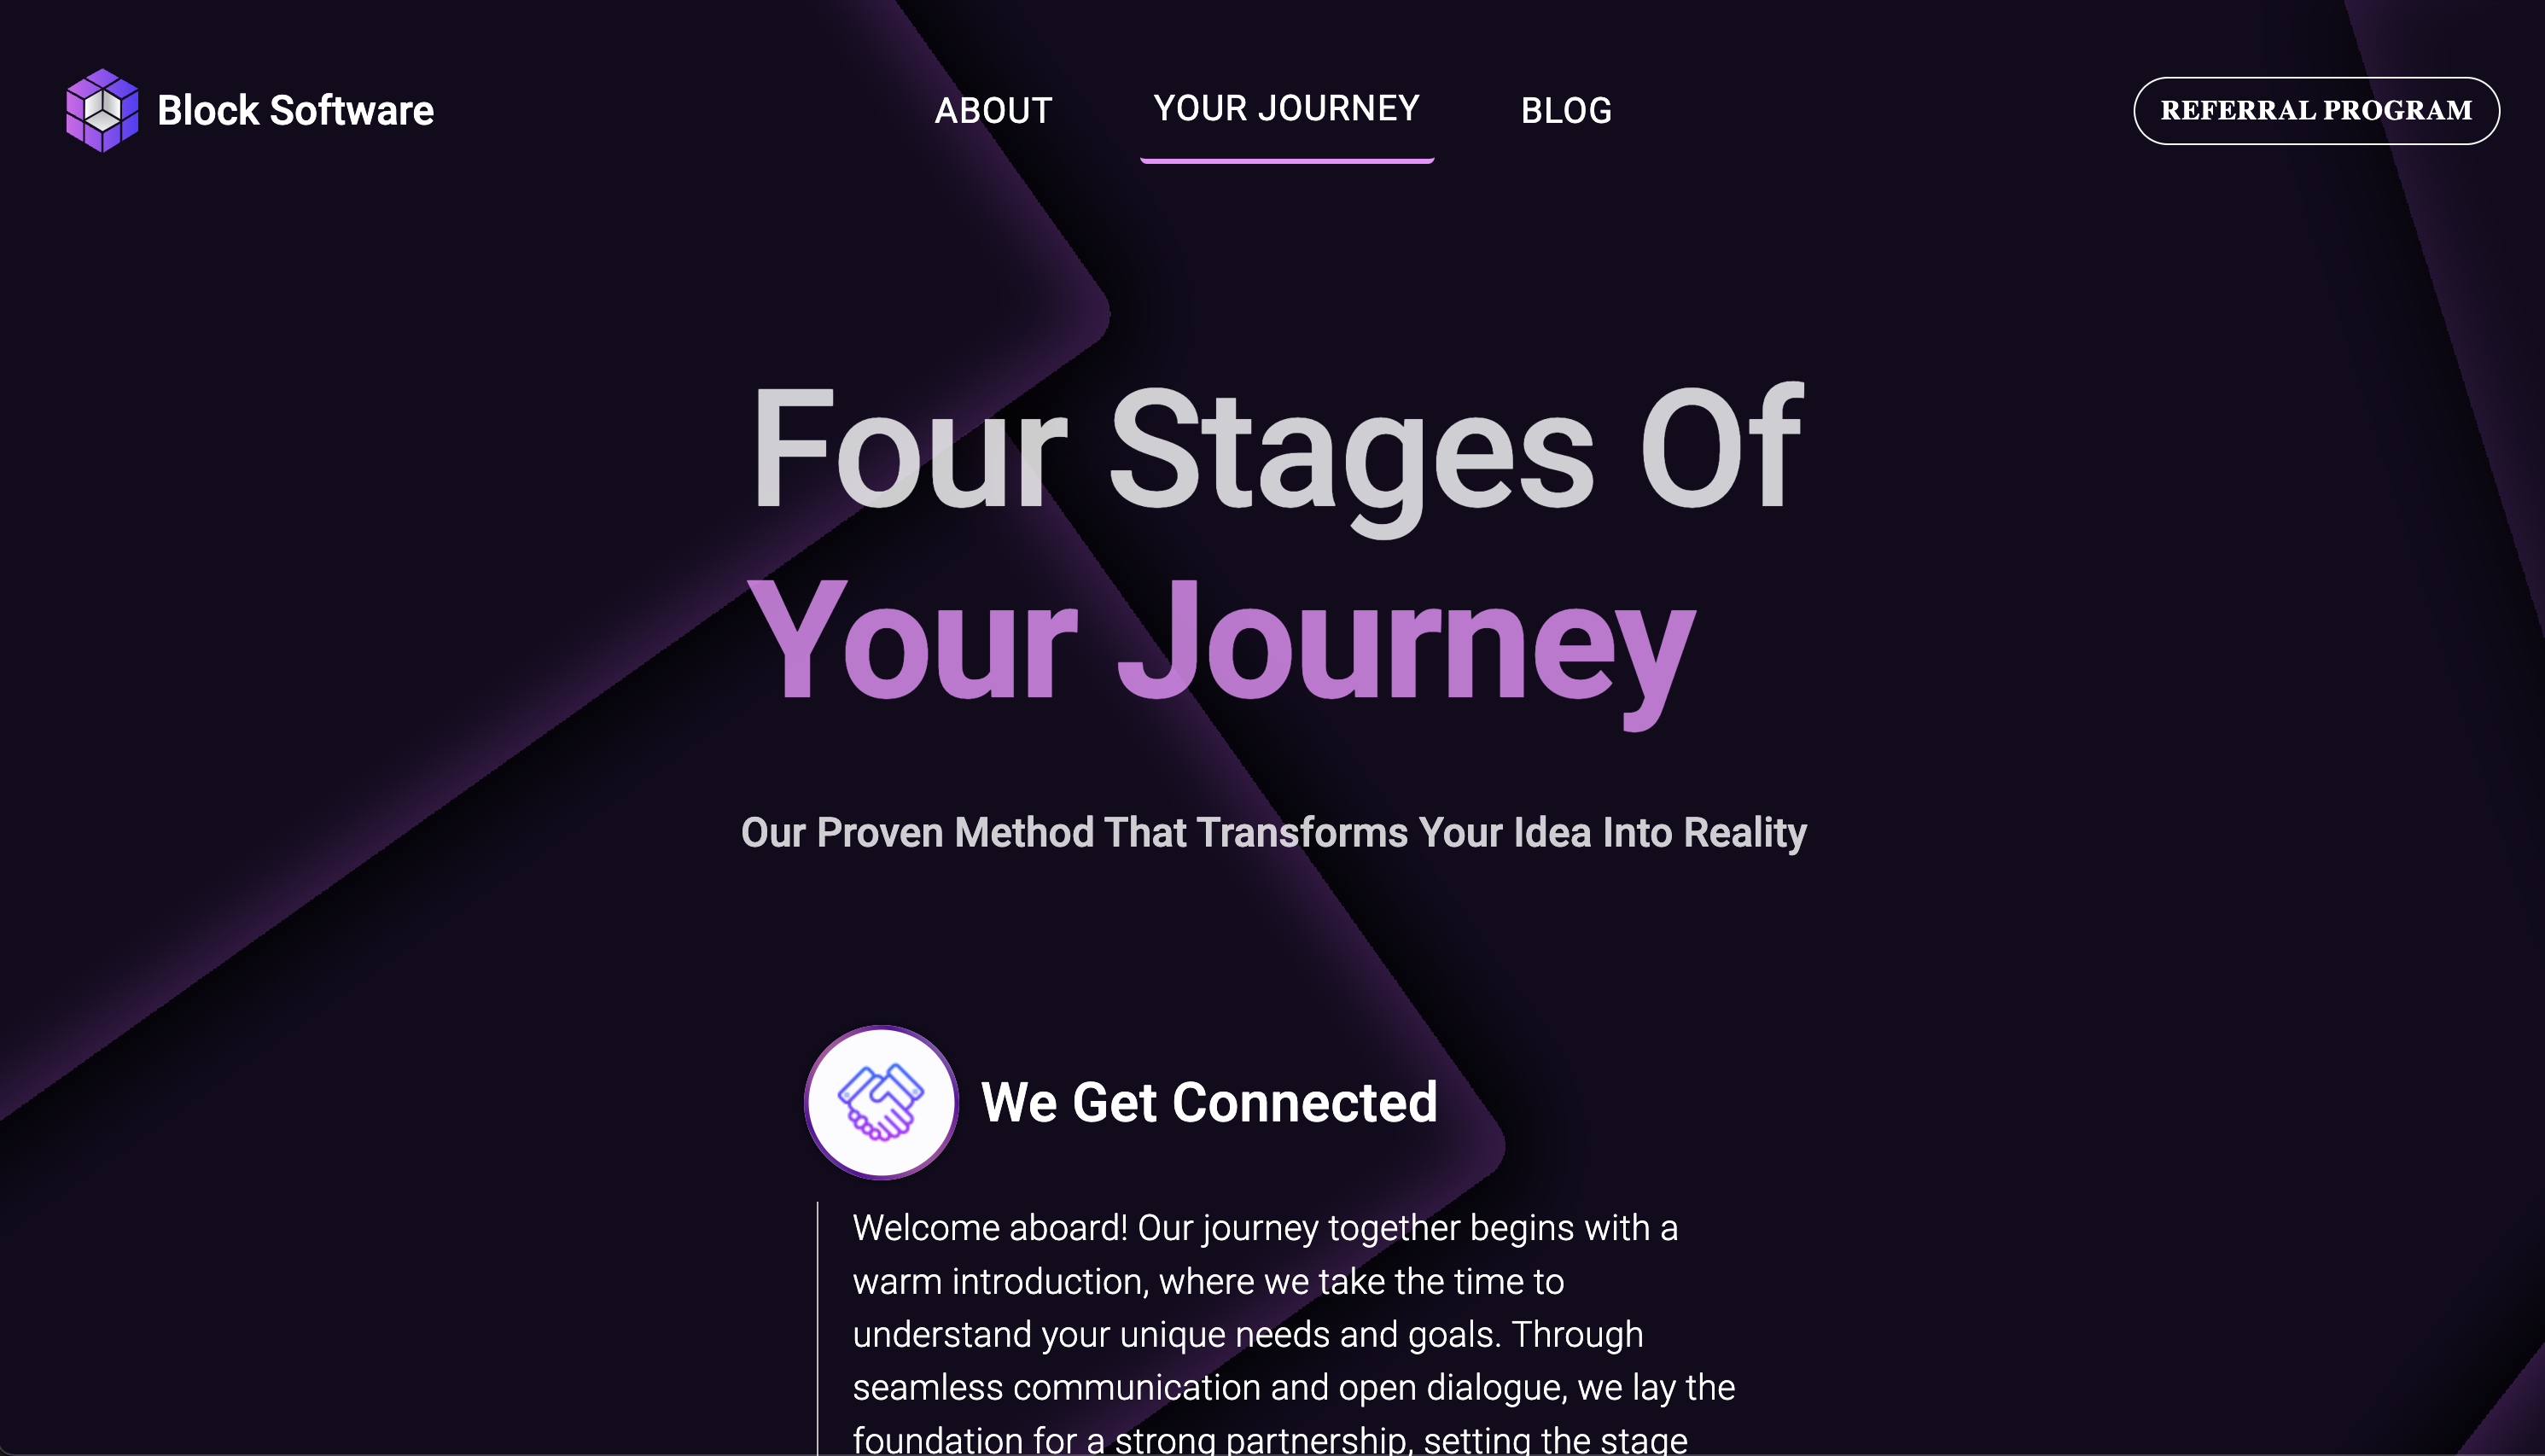 Block Software
ABOUT
YOUR JOURNEY
BLOG
REFERRAL PROGRAM
Four Stages Of
Your Journey
Our Proven Method That Transforms Your Idea Into Reality
We Get Connected
Welcome aboard! Our journey together begins with a
warm introduction, where we take the time to
understand your unique needs and goals. Through
seamless communication and open dialogue, we lay the
foundation for a strong partnership, setting the stage